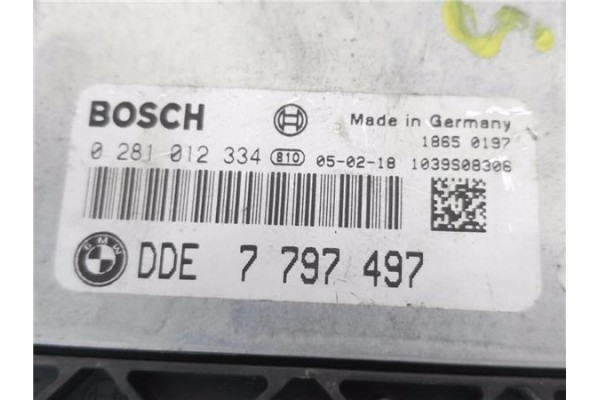 BOSCH
Made in Germany
1865 0197
0 281 012 334 810 05-02-18 1039S08306
BMW DDE 7 797 497